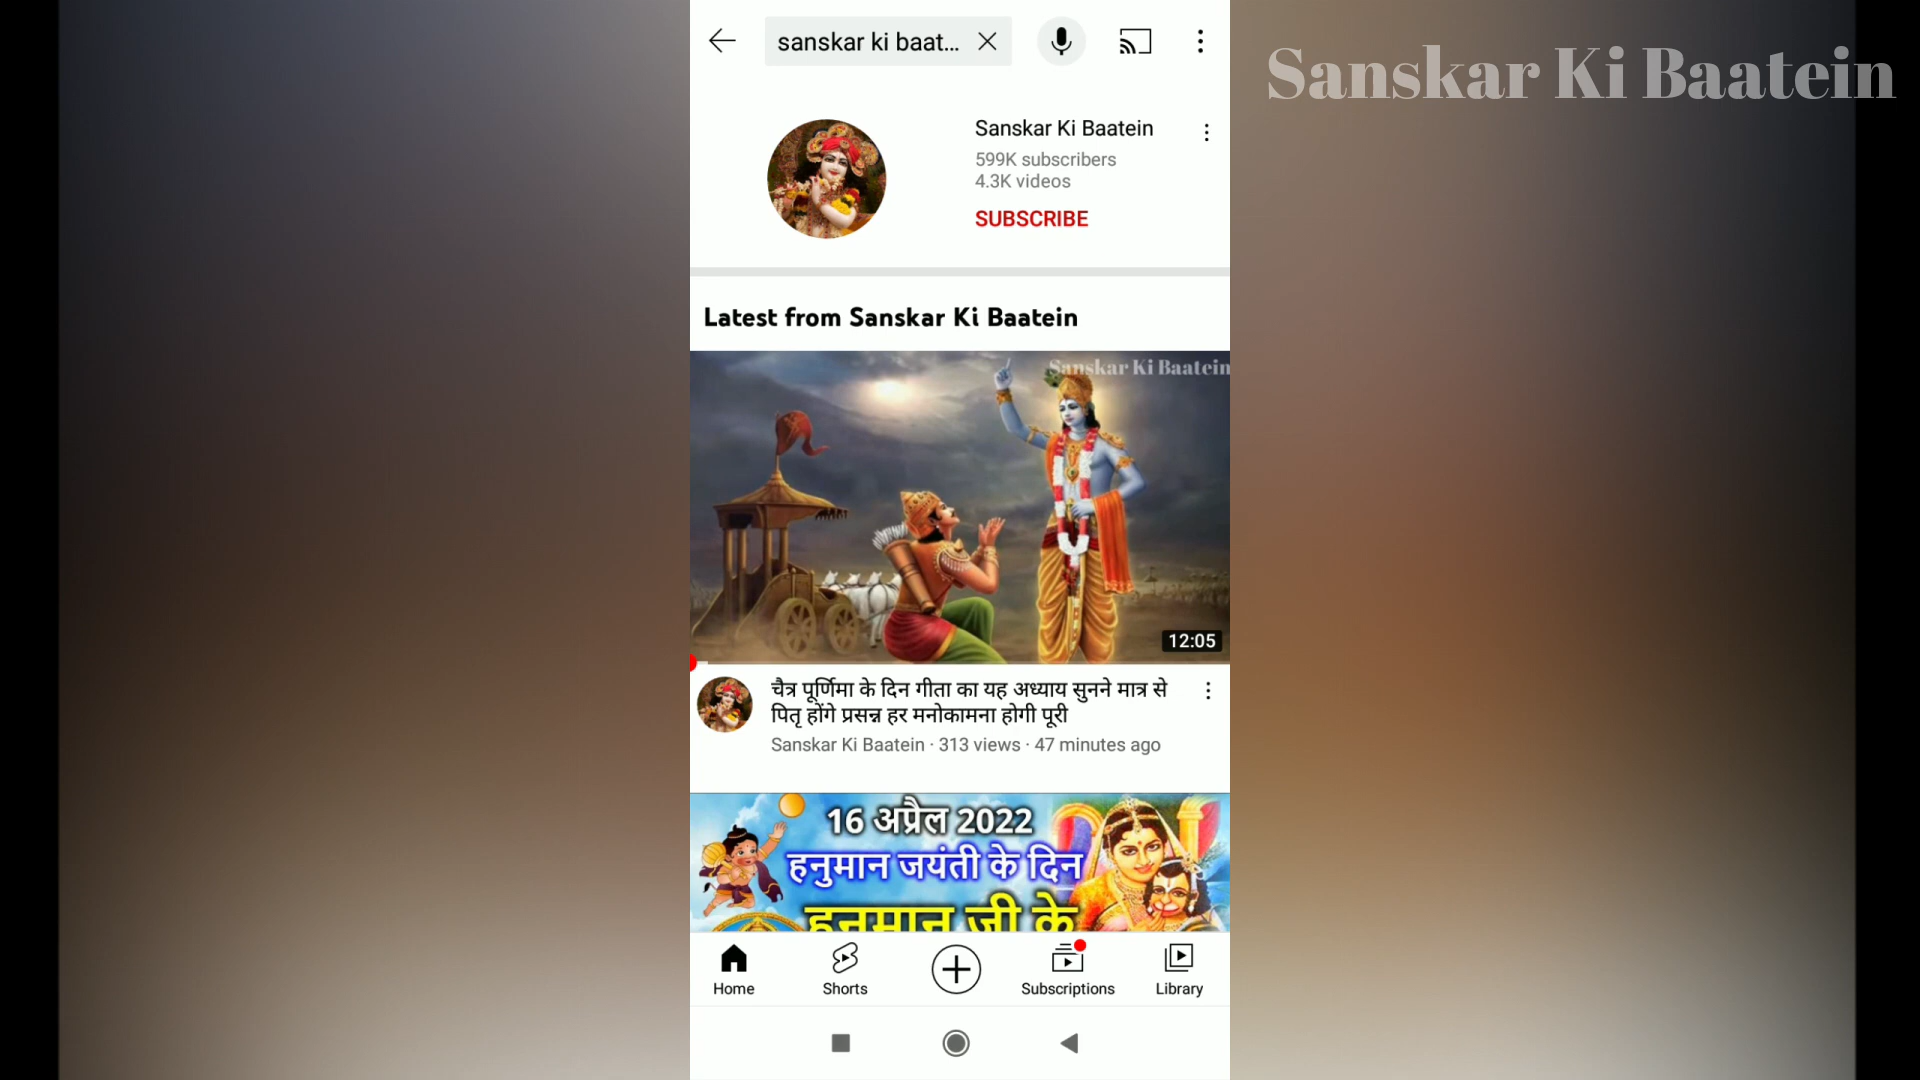 sanskar ki baat...
Sanskar Ki Baatein
Sanskar Ki Baatein
599K subscribers
4.3K videos
SUBSCRIBE
Latest from Sanskar Ki Baatein
Sanskar Ki Baatein
12:05
चैत्र पूर्णिमा के दिन गीता का यह अध्याय सुनने मात्र से
पितृ होंगे प्रसन्न हर मनोकामना होगी पूरी
Sanskar Ki Baatein · 313 views · 47 minutes ago
16 अप्रैल 2022
हनुमान जयंती के दिन
हनुमान जी के
Home
Shorts
Subscriptions
Library